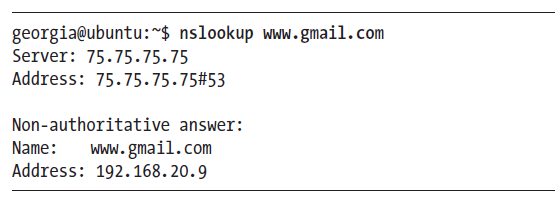 georgia@ubuntu:~$ nslookup www.gmail.com
Server: 75.75.75.75
Address: 75.75.75.75#53
Non-authoritative answer:
Name: www.gmail.com
Address: 192.168.20.9